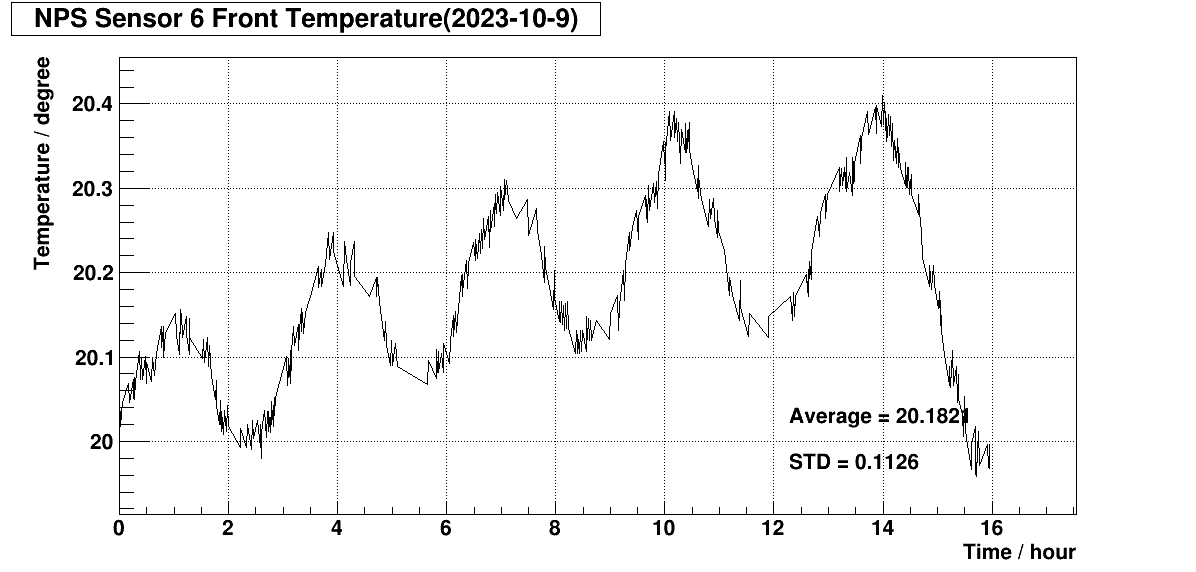 NPS Sensor 6 Front Temperature(2023-10-9)
Temperature / degree
20.4
20.3
20.2
20.1
20
Average = 20.1821
STD = 0.1126
0 2 4 6 8 10 12 14 16
Time / hour